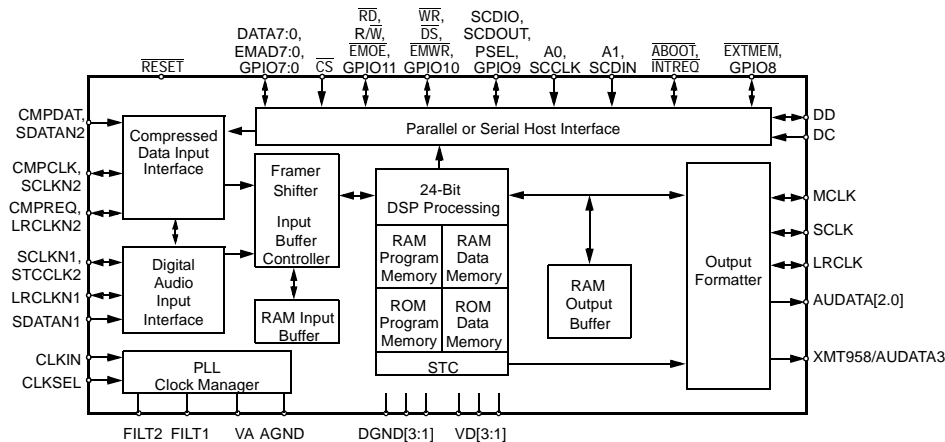 DATA7:0,
EMAD7:0,
GPIO7:0
RESET
CS
RD,
R/W,
EMOE,
GPIO11
WR,
DS,
EMWR,
GPIO10
SCDIO,
SCDOUT,
PSEL,
GPIO9
A0,
SCCLK
A1,
SCDIN
ABOOT,
INTREQ
EXTMEM,
GPIO8
CMPDAT,
SDATAN2
CMPCLK,
SCLKN2
CMPREQ,
LRCLKN2
SCLKN1,
STCCLK2
LRCLKN1
SDATAN1
CLKIN
CLKSEL
Compressed
Data Input
Interface
Digital
Audio
Input
Interface
Parallel or Serial Host Interface
Framer
Shifter
Input
Buffer
Controller
RAM Input
Buffer
24-Bit
DSP Processing
RAM
Program
Memory
RAM
Data
Memory
ROM
Program
Memory
ROM
Data
Memory
STC
RAM
Output
Buffer
Output
Formatter
PLL
Clock Manager
DD
DC
MCLK
SCLK
LRCLK
AUDATA[2.0]
XMT958/AUDATA3
FILT2
FILT1
VA
AGND
DGND[3:1]
VD[3:1]